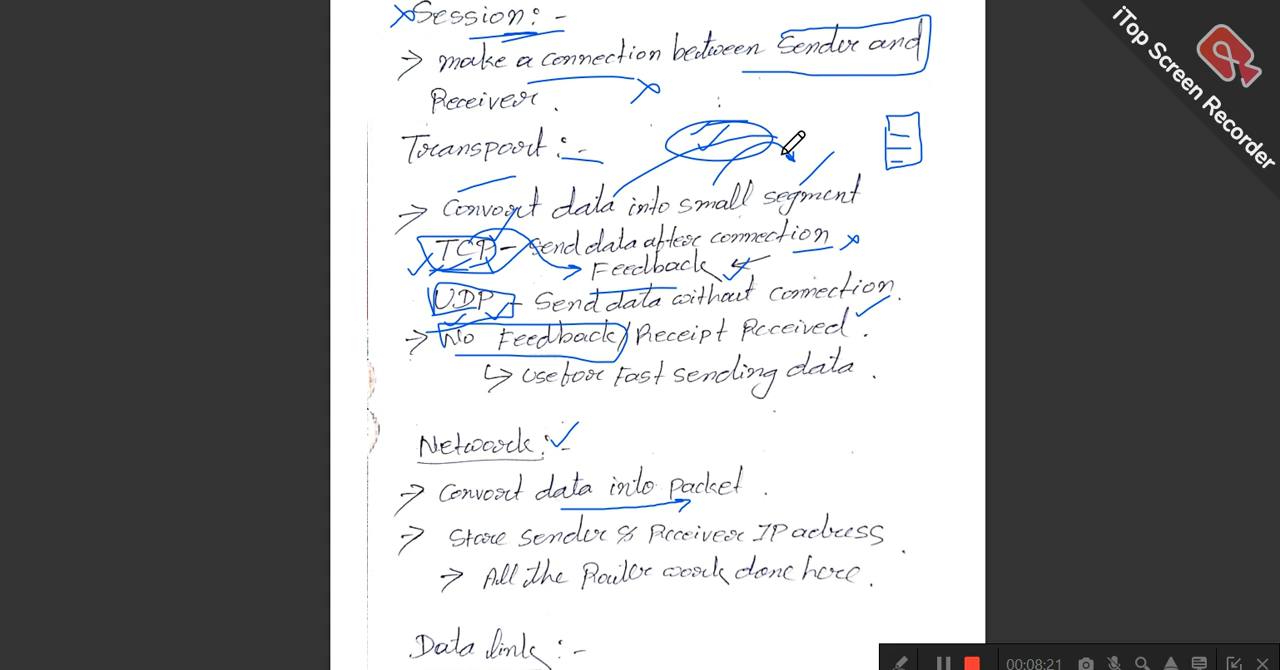 Session: -
→ make a connection between Sender and
Receiver.
Transport: -
→ Convert data into small segment
TCP - Send data after connection
→ Feedback ←
UDP - Send data without connection.
→ No Feedback / Receipt Received.
↳ Use for Fast sending data.
Network: -
→ Convert data into Packet.
→ Store Sender & Receiver IP adress.
→ All the Router work done here.
Data link: -
iTop Screen Recorder
00:08:21